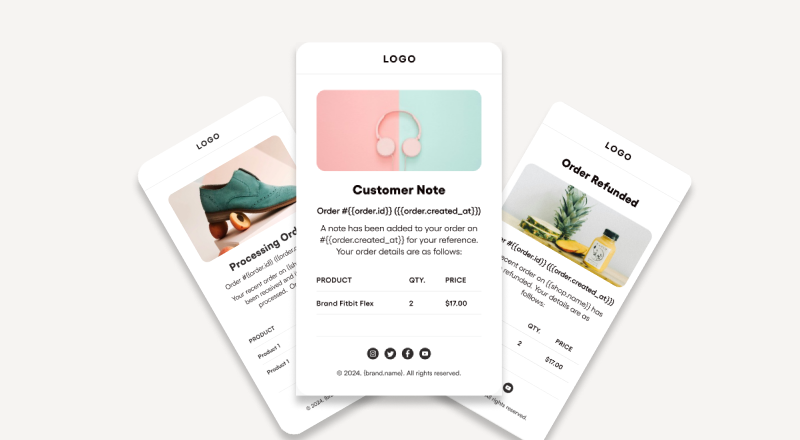 LOGO
Customer Note
Order #{{order.id}} ({{order.created_at}})
A note has been added to your order on
#{{order.created_at}} for your reference.
Your order details are as follows:
PRODUCT QTY. PRICE
Brand Fitbit Flex 2 $17.00
© 2024, {brand.name}. All rights reserved.
LOGO
Processing Ord
Order #{{order.id}} ({{order.
Your recent order on {{sh
been received and i
processed. Or
PRODUCT
Product 1
Product 1
LOGO
Order Refunded
#{{order.id}} ({{order.created_at}})
recent order on {{shop.name}} has
refunded. Your details are as
follows:
QTY. PRICE
2 $17.00
rights reserved.